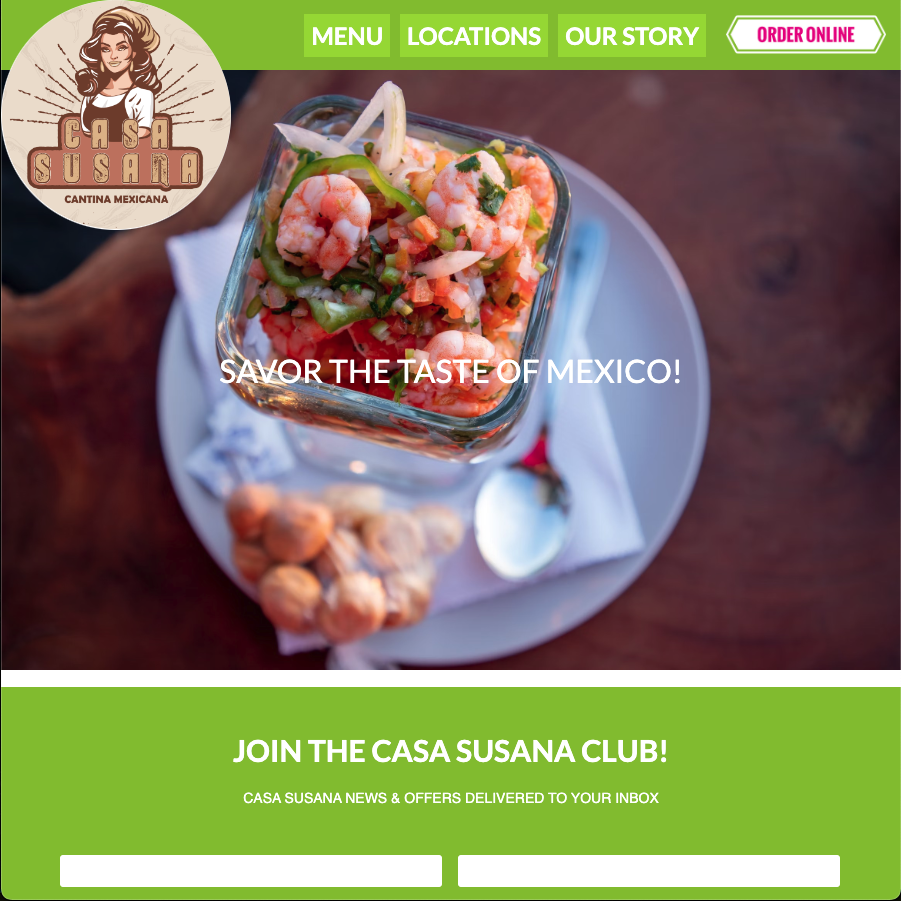 CASA
SUSANA
CANTINA MEXICANA
MENU
LOCATIONS
OUR STORY
ORDER ONLINE
SAVOR THE TASTE OF MEXICO!
JOIN THE CASA SUSANA CLUB!
CASA SUSANA NEWS & OFFERS DELIVERED TO YOUR INBOX